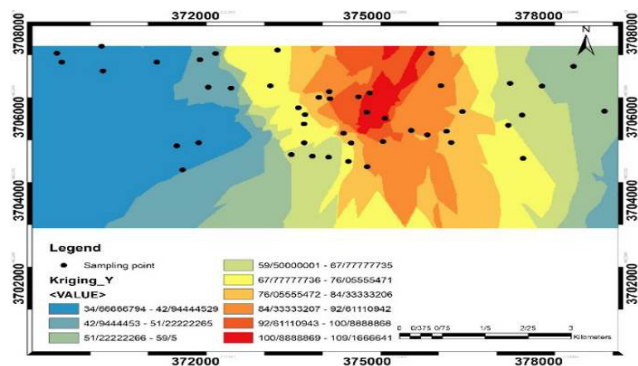 372000 375000 378000
3708000
3706000
3704000
3702000
N
Legend
Sampling point
Kriging_Y
<VALUE>
34/66666794 - 42/94444529
42/9444453 - 51/22222265
51/22222266 - 59/5
59/50000001 - 67/77777735
67/77777736 - 76/05555471
76/05555472 - 84/33333206
84/33333207 - 92/61110942
92/61110943 - 100/8888868
100/8888869 - 109/1666641
0 0/375 0/75 1/5 2/25 3
Kilometers
3708000
3706000
3704000
3702000
372000 375000 378000